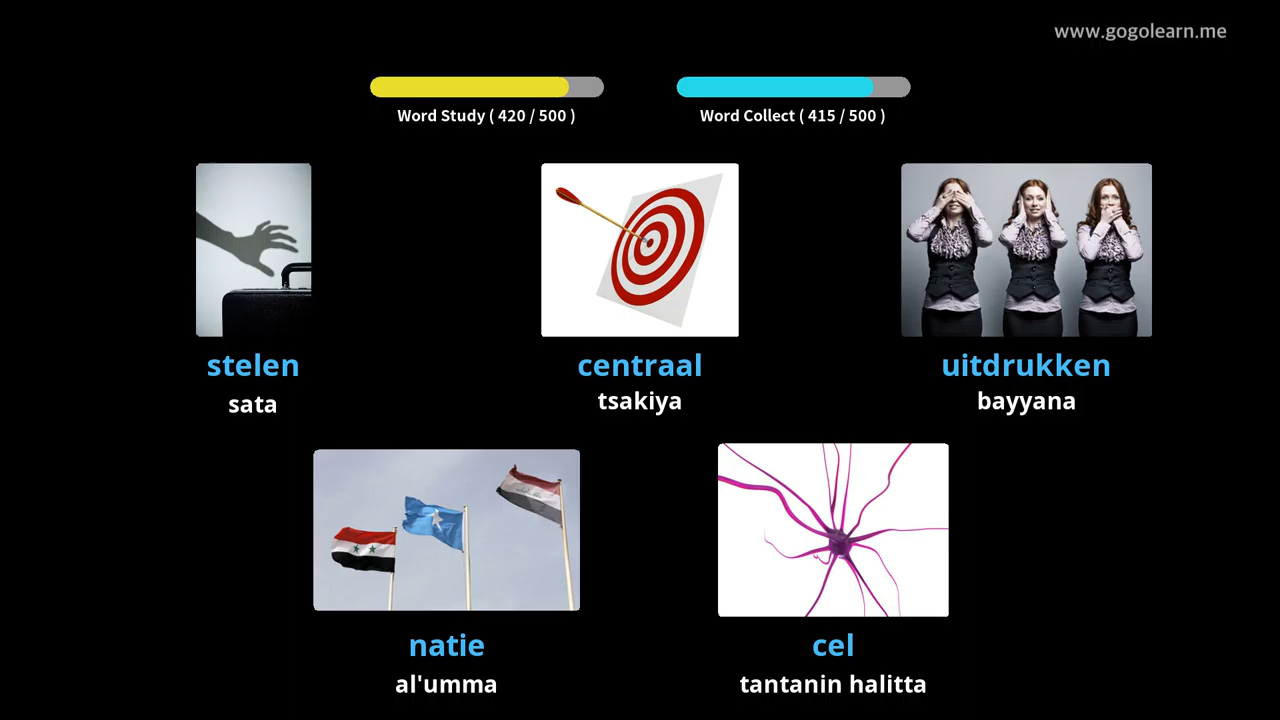 www.gogolearn.me
Word Study ( 420 / 500 )
Word Collect ( 415 / 500 )
stelen
sata
centraal
tsakiya
uitdrukken
bayyana
natie
al'umma
cel
tantanin halitta